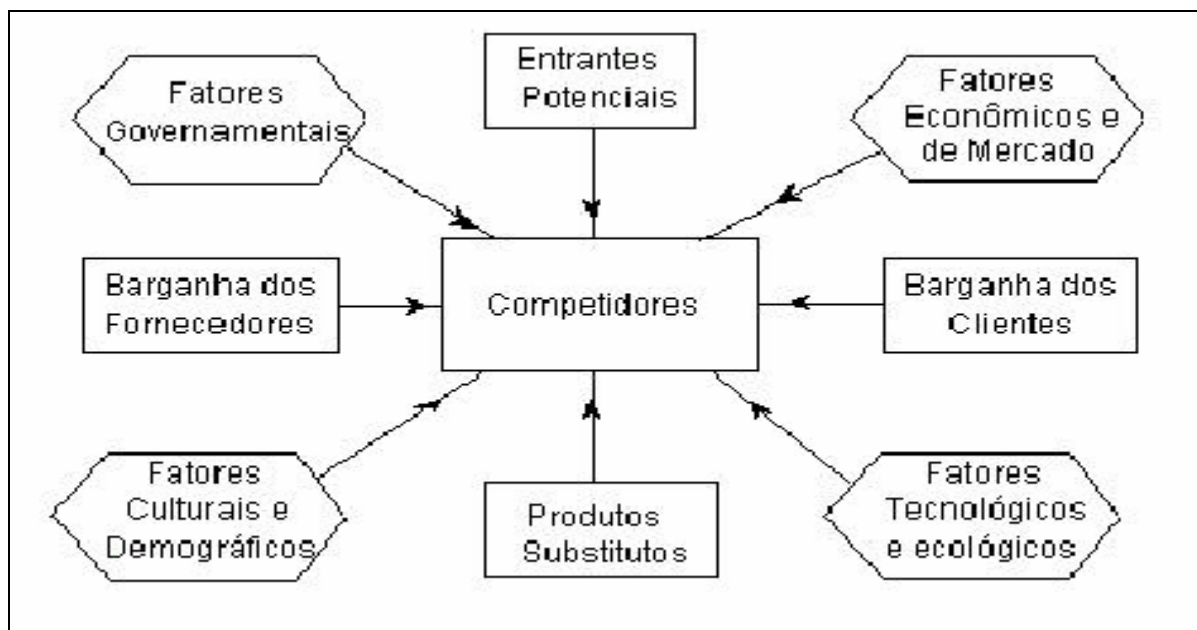 Fatores
Governamentais
Entrantes
Potenciais
Fatores
Econômicos e
de Mercado
Barganha dos
Fornecedores
Competidores
Barganha dos
Clientes
Fatores
Culturais e
Demográficos
Produtos
Substitutos
Fatores
Tecnológicos
e ecológicos